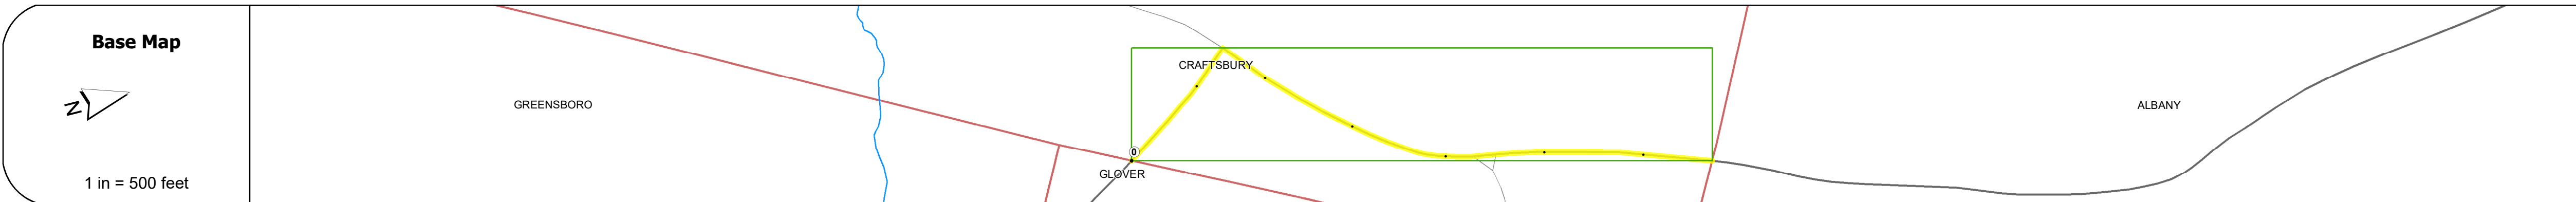 Base Map
N
1 in = 500 feet
GREENSBORO
CRAFTSBURY
0
GLOVER
ALBANY